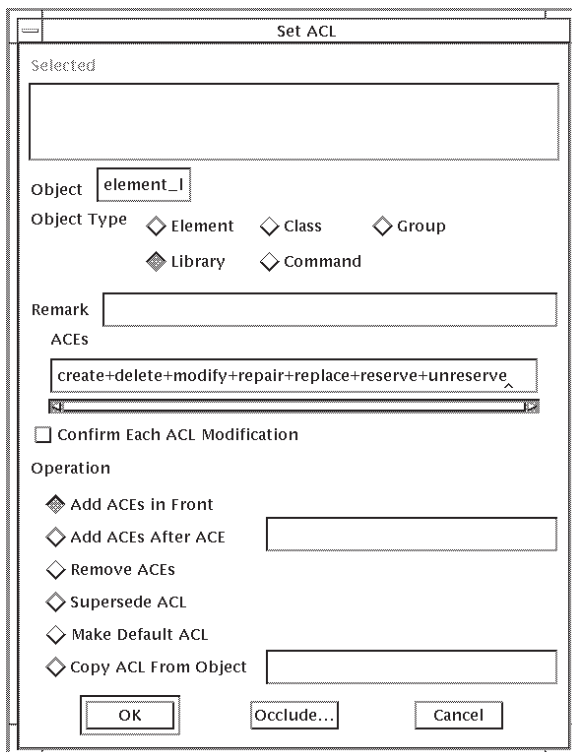 Set ACL
Selected
Object element_l
Object Type Element Class Group
Library Command
Remark
ACEs
create+delete+modify+repair+replace+reserve+unreserve
Confirm Each ACL Modification
Operation
Add ACEs in Front
Add ACEs After ACE
Remove ACEs
Supersede ACL
Make Default ACL
Copy ACL From Object
OK Occlude... Cancel